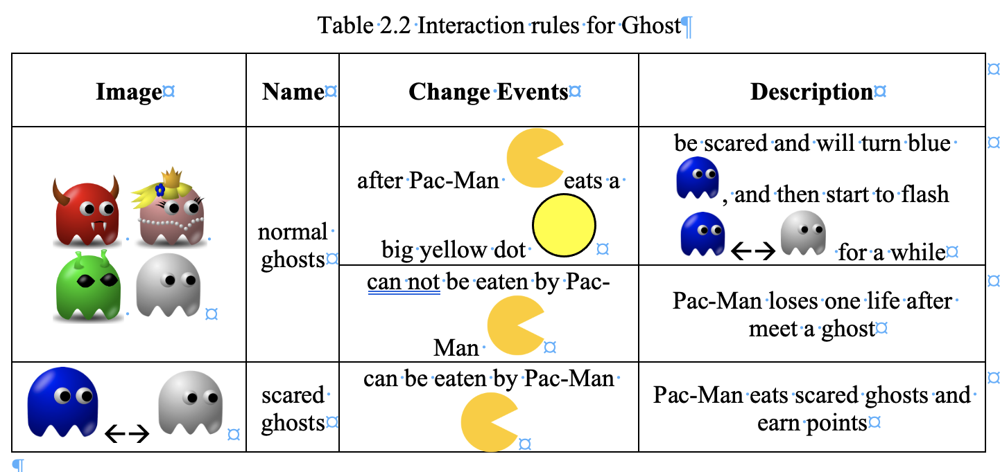 Table 2.2 Interaction rules for Ghost¶
Image¤
Name¤
Change Events¤
Description¤
normal
ghosts¤
after Pac-Man eats a
big yellow dot ¤
be scared and will turn blue
, and then start to flash
←→ for a while¤
can not be eaten by Pac-
Man ¤
Pac-Man loses one life after
meet a ghost¤
←→ ¤
scared
ghosts¤
can be eaten by Pac-Man
¤
Pac-Man eats scared ghosts and
earn points¤
¶